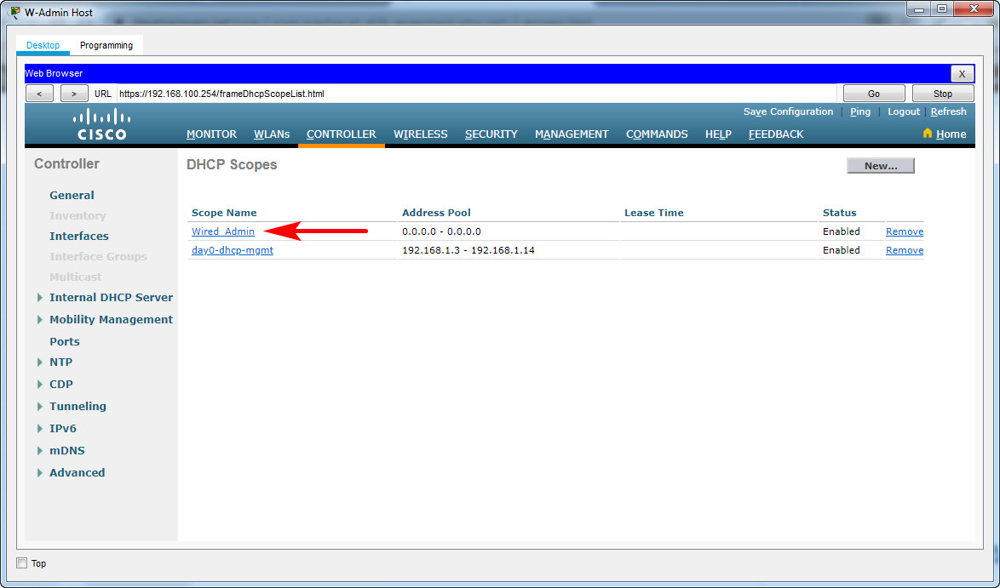 W-Admin Host
Desktop Programming
Web Browser X
< > URL https://192.168.100.254/frameDhcpScopeList.html Go Stop
Save Configuration | Ping | Logout | Refresh
CISCO
MONITOR WLANs CONTROLLER WIRELESS SECURITY MANAGEMENT COMMANDS HELP FEEDBACK Home
Controller
General
Inventory
Interfaces
Interface Groups
Multicast
Internal DHCP Server
Mobility Management
Ports
NTP
CDP
Tunneling
IPv6
mDNS
Advanced
DHCP Scopes New...
Scope Name Address Pool Lease Time Status
Wired_Admin 0.0.0.0 - 0.0.0.0 Enabled Remove
day0-dhcp-mgmt 192.168.1.3 - 192.168.1.14 Enabled Remove
Top